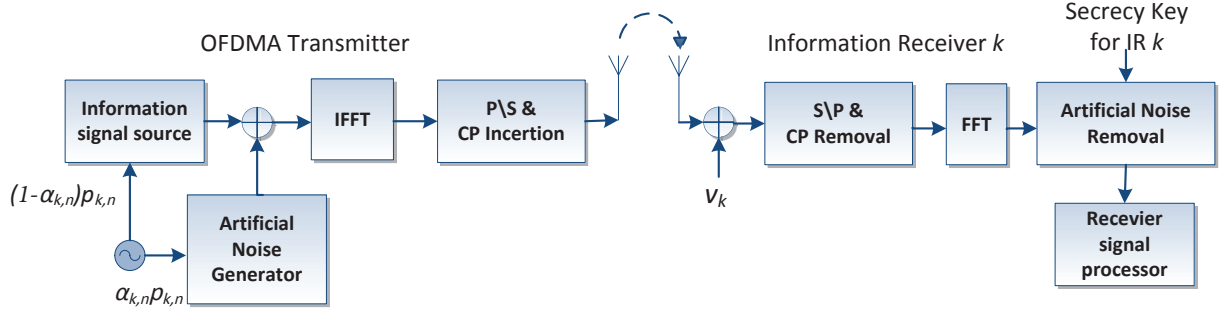 OFDMA Transmitter
Information Receiver k
Secrecy Key
for IR k
Information
signal source
IFFT
P\S &
CP Incertion
S\P &
CP Removal
FFT
Artificial Noise
Removal
(1-αk,n)pk,n
Artificial
Noise
Generator
αk,npk,n
vk
Recevier
signal
processor